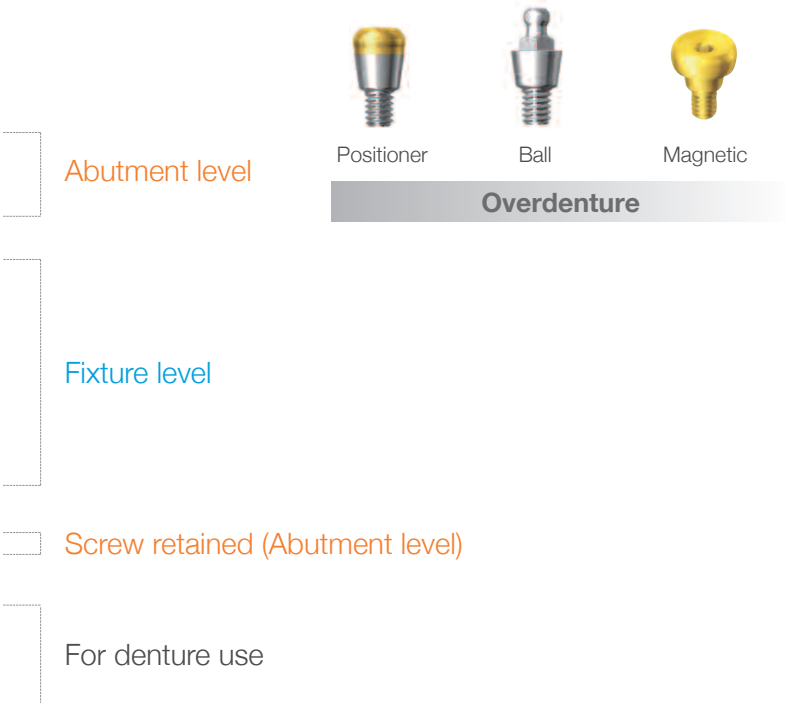 Positioner Ball Magnetic
Abutment level
Overdenture
Fixture level
Screw retained (Abutment level)
For denture use